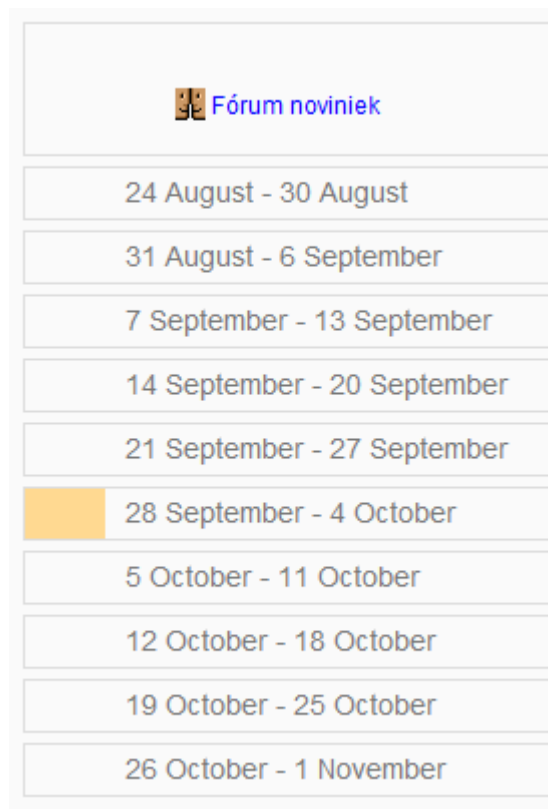 Fórum noviniek
24 August - 30 August
31 August - 6 September
7 September - 13 September
14 September - 20 September
21 September - 27 September
28 September - 4 October
5 October - 11 October
12 October - 18 October
19 October - 25 October
26 October - 1 November